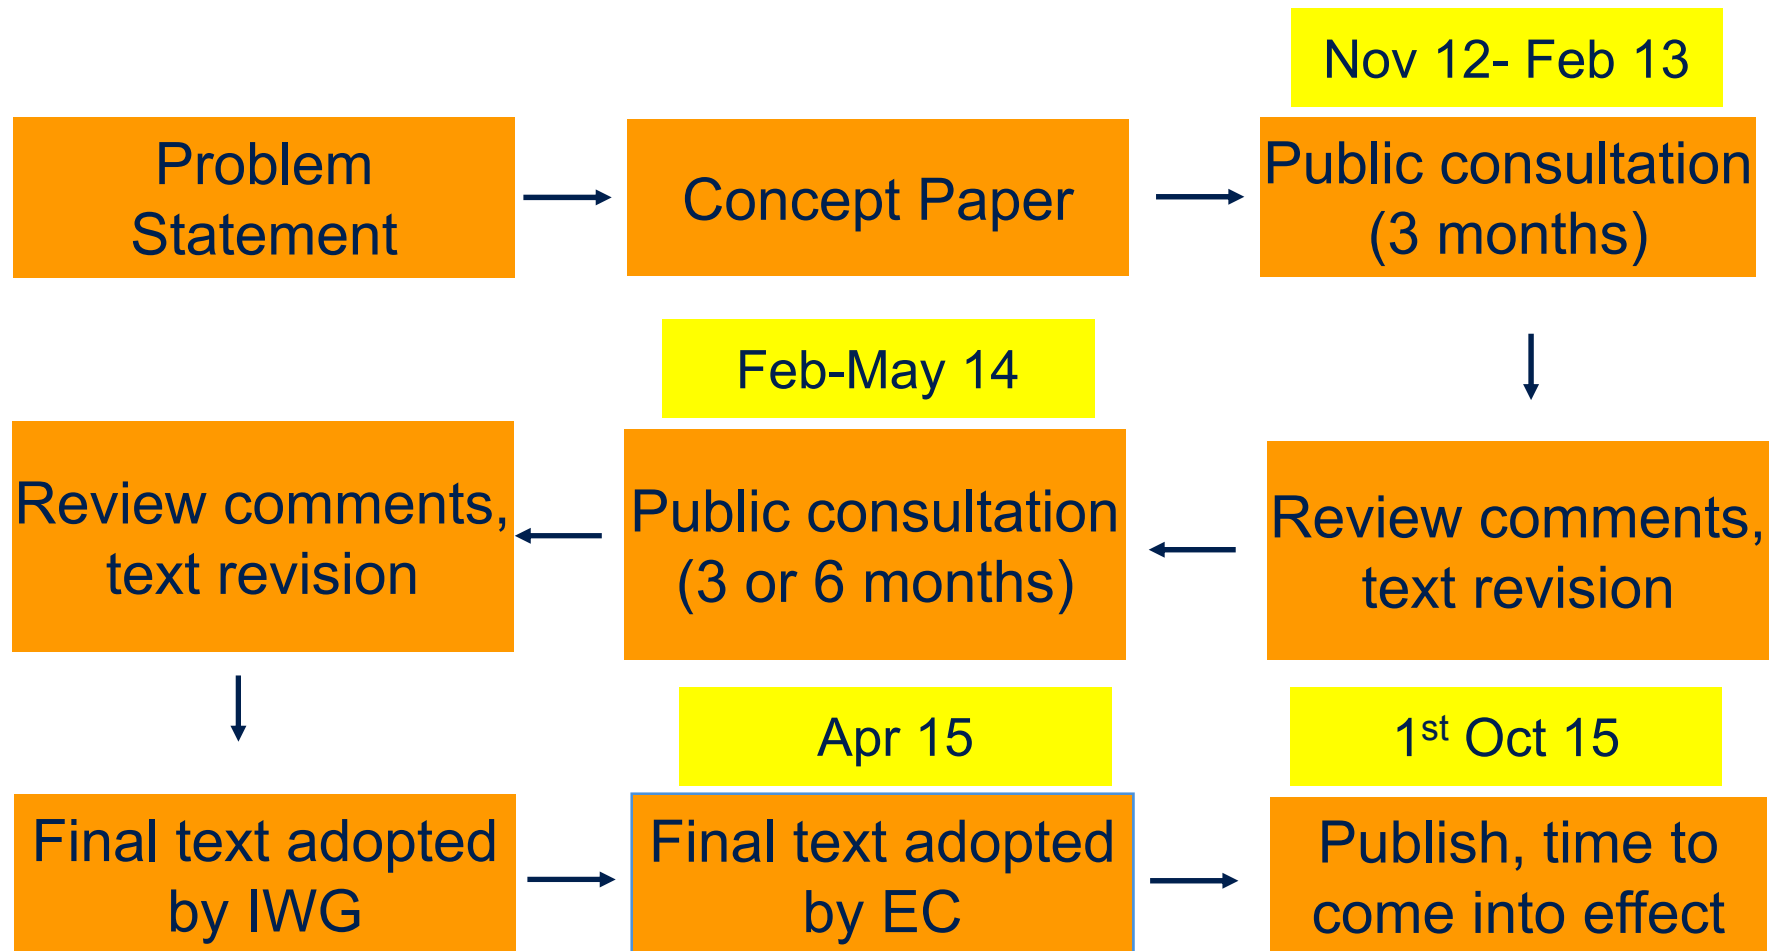 Problem
Statement
Concept Paper
Nov 12- Feb 13
Public consultation
(3 months)
Review comments,
text revision
Feb-May 14
Public consultation
(3 or 6 months)
Review comments,
text revision
Final text adopted
by IWG
Apr 15
Final text adopted
by EC
1st Oct 15
Publish, time to
come into effect